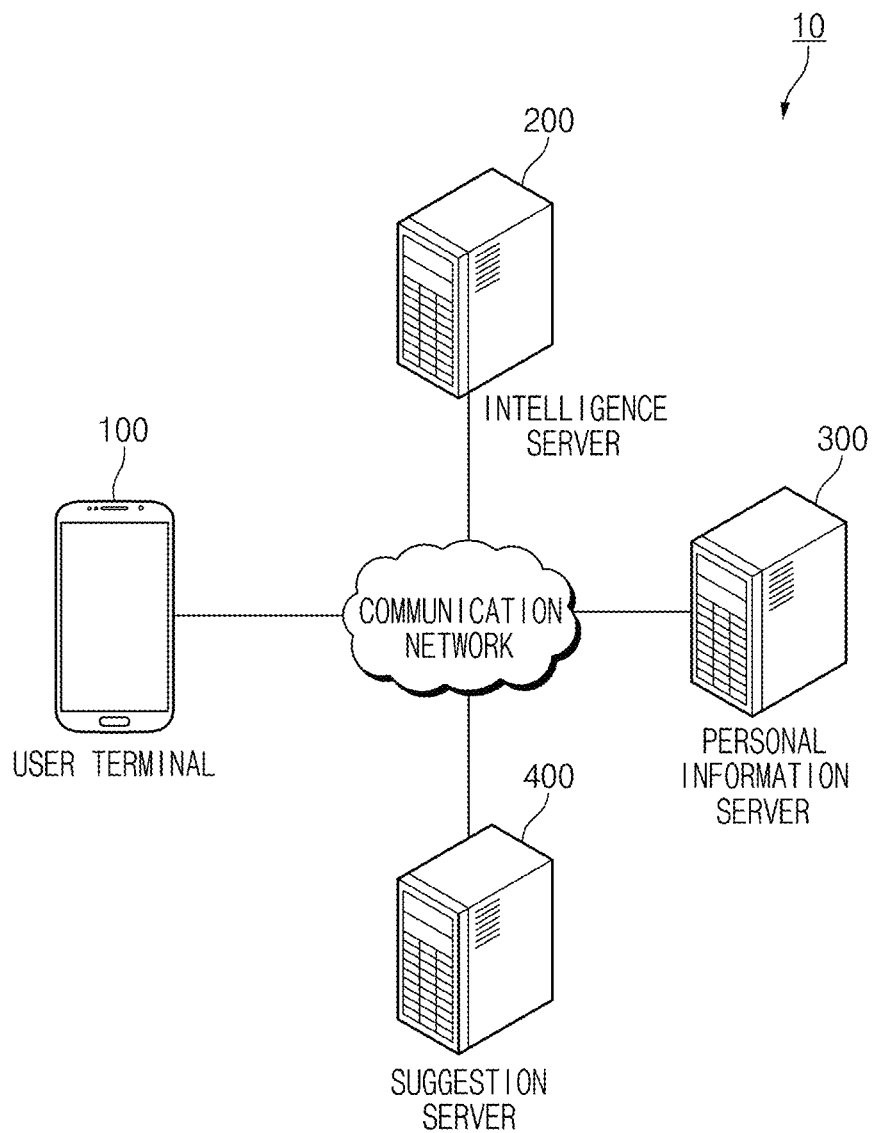 10
200
INTELLIGENCE
SERVER
100
300
COMMUNICATION
NETWORK
USER TERMINAL
PERSONAL
INFORMATION
SERVER
400
SUGGESTION
SERVER